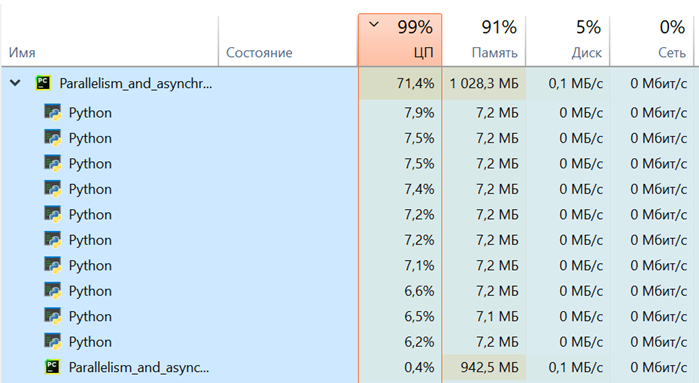 99% 91% 5% 0%
Имя Состояние ЦП Память Диск Сеть
Parallelism_and_asynchr... 71,4% 1 028,3 МБ 0,1 МБ/с 0 Мбит/с
Python 7,9% 7,2 МБ 0 МБ/с 0 Мбит/с
Python 7,5% 7,2 МБ 0 МБ/с 0 Мбит/с
Python 7,5% 7,2 МБ 0 МБ/с 0 Мбит/с
Python 7,4% 7,2 МБ 0 МБ/с 0 Мбит/с
Python 7,2% 7,2 МБ 0 МБ/с 0 Мбит/с
Python 7,2% 7,2 МБ 0 МБ/с 0 Мбит/с
Python 7,1% 7,2 МБ 0 МБ/с 0 Мбит/с
Python 6,6% 7,2 МБ 0 МБ/с 0 Мбит/с
Python 6,5% 7,1 МБ 0 МБ/с 0 Мбит/с
Python 6,2% 7,2 МБ 0 МБ/с 0 Мбит/с
Parallelism_and_async... 0,4% 942,5 МБ 0,1 МБ/с 0 Мбит/с